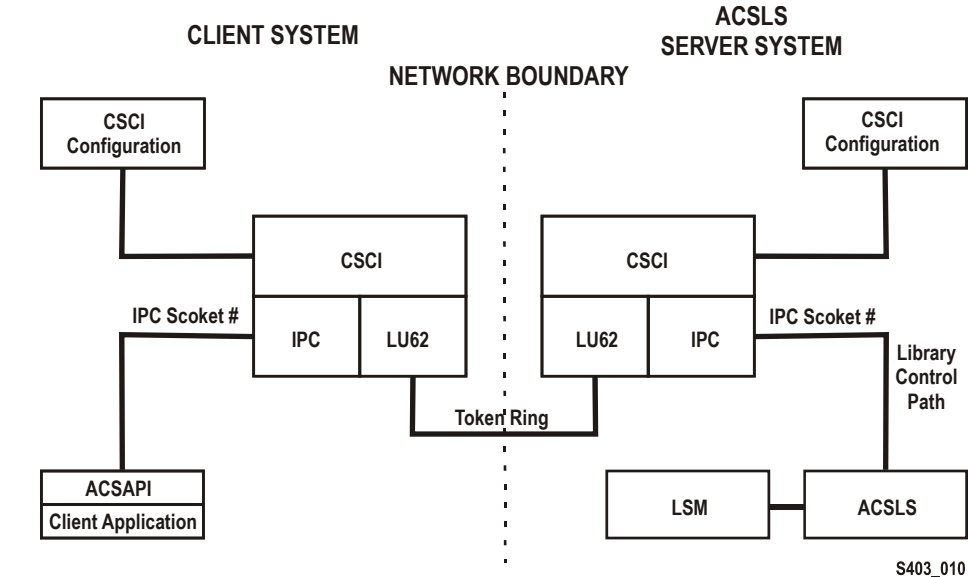 CLIENT SYSTEM
ACSLS
SERVER SYSTEM
NETWORK BOUNDARY
CSCI
Configuration
CSCI
Configuration
CSCI
CSCI
IPC Scoket #
IPC
LU62
LU62
IPC
IPC Scoket #
Library
Control
Path
Token Ring
ACSAPI
Client Application
LSM
ACSLS
S403_010